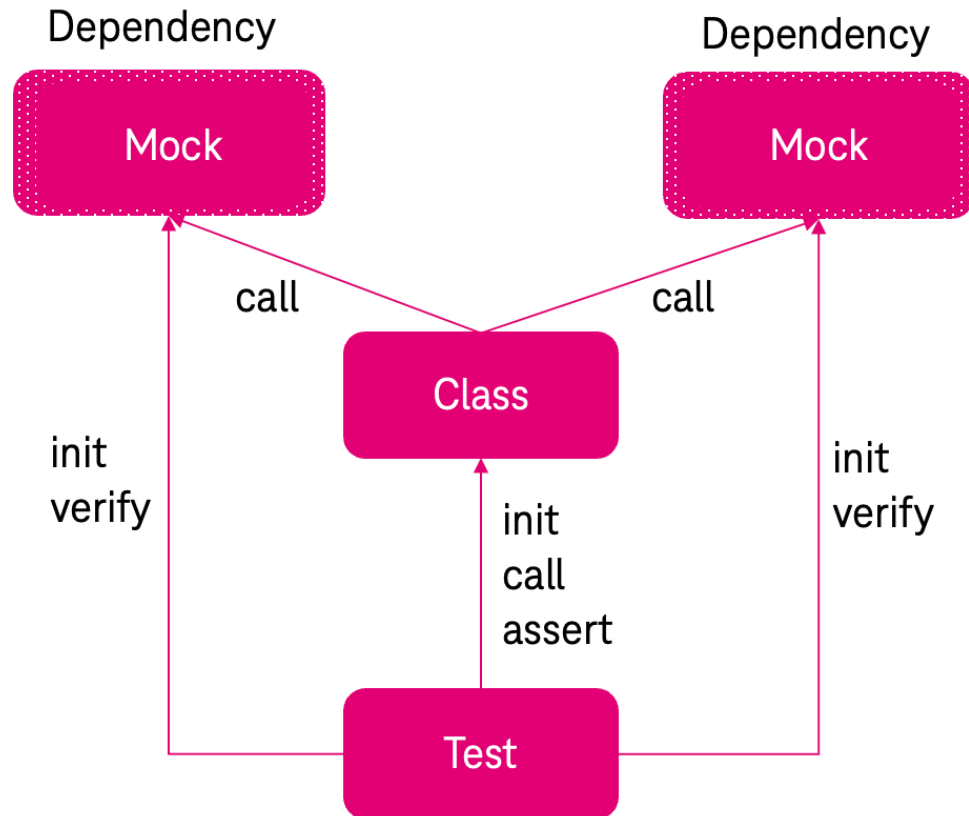 Dependency
Dependency
Mock
Mock
call
call
Class
init
verify
init
verify
init
call
assert
Test